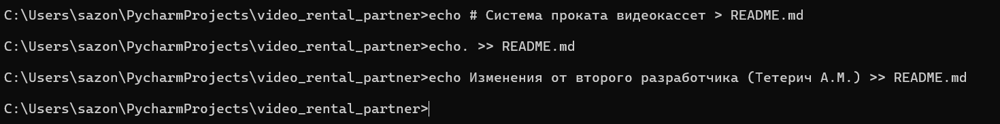 C:\Users\sazon\PycharmProjects\video_rental_partner>echo # Система проката видеокассет > README.md
C:\Users\sazon\PycharmProjects\video_rental_partner>echo. >> README.md
C:\Users\sazon\PycharmProjects\video_rental_partner>echo Изменения от второго разработчика (Тетерич А.М.) >> README.md
C:\Users\sazon\PycharmProjects\video_rental_partner>